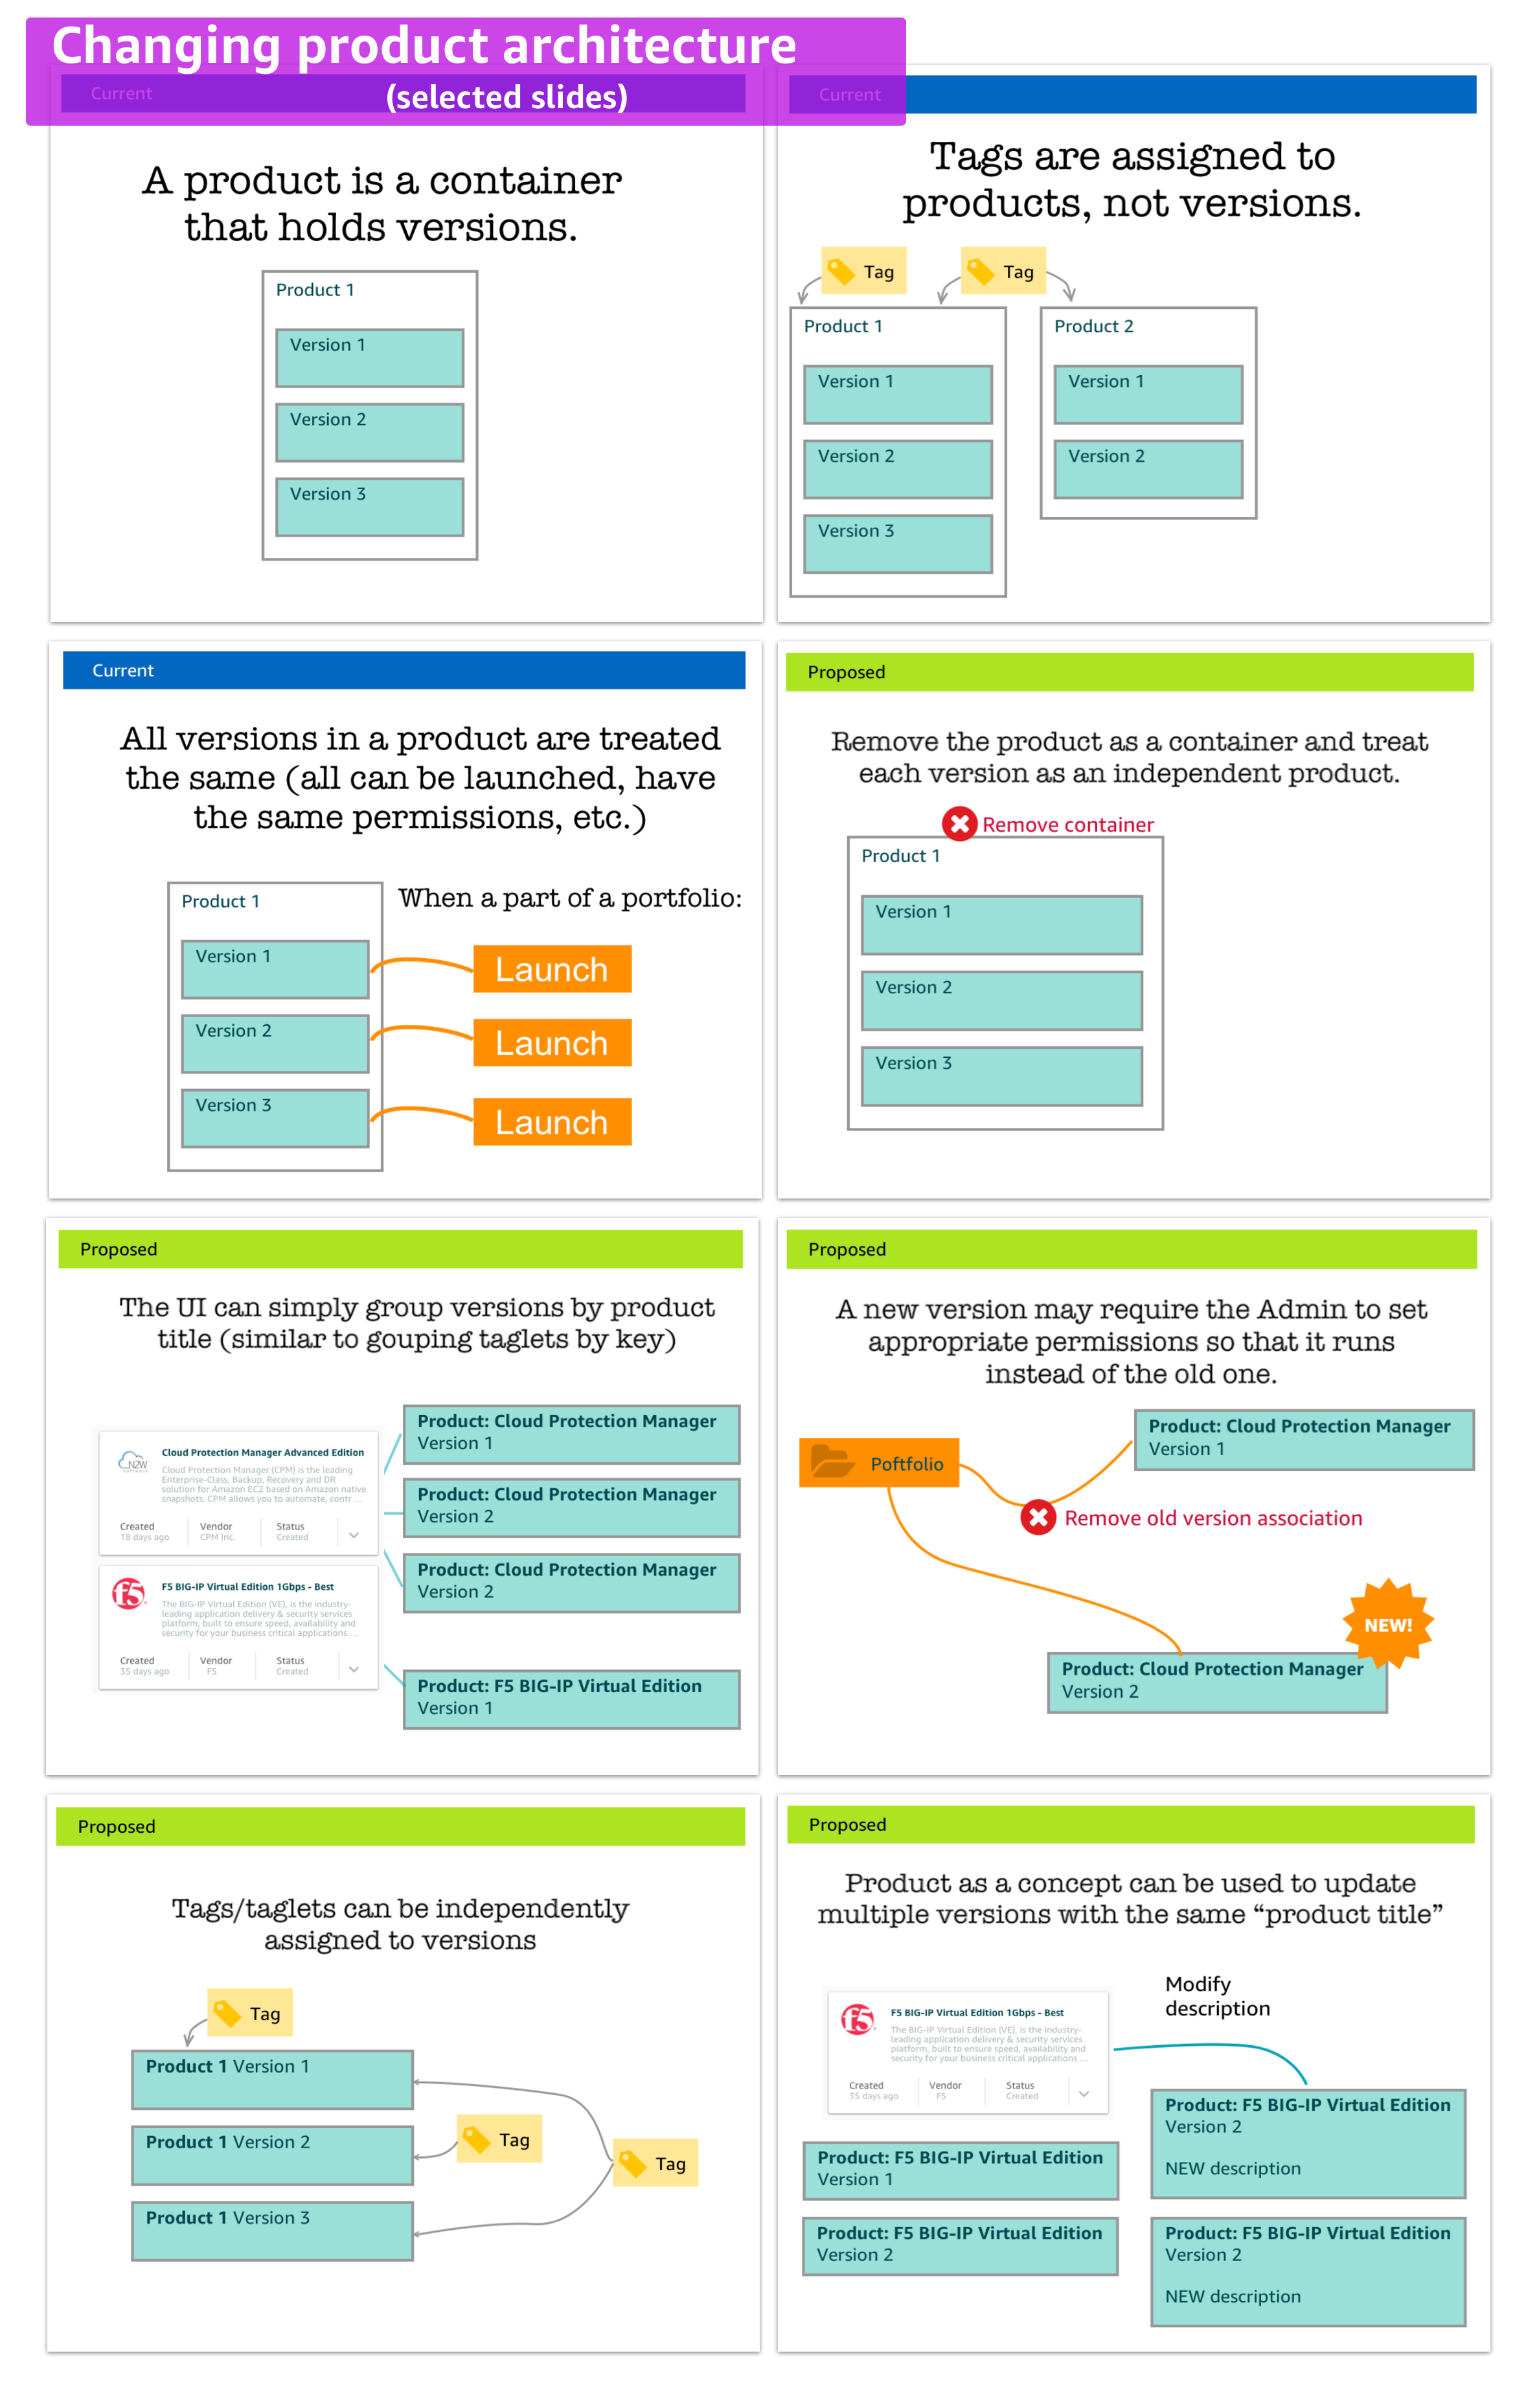 Changing product architecture
(selected slides)
Current
A product is a container
that holds versions.
Product 1
Version 1
Version 2
Version 3
Current
Tags are assigned to
products, not versions.
Tag
Tag
Product 1
Version 1
Version 2
Version 3
Product 2
Version 1
Version 2
Current
All versions in a product are treated
the same (all can be launched, have
the same permissions, etc.)
When a part of a portfolio:
Product 1
Version 1
Launch
Version 2
Launch
Version 3
Launch
Proposed
Remove the product as a container and treat
each version as an independent product.
Remove container
Product 1
Version 1
Version 2
Version 3
Proposed
The UI can simply group versions by product
title (similar to gouping taglets by key)
N2W
SOFTWARE
Cloud Protection Manager Advanced Edition
Cloud Protection Manager (CPM) is the leading
Enterprise-Class, Backup, Recovery and DR
solution for Amazon EC2 based on Amazon native
snapshots. CPM allows you to automate, contr ...
Created
18 days ago
Vendor
CPM Inc.
Status
Created
f5
F5 BIG-IP Virtual Edition 1Gbps - Best
The BIG-IP Virtual Edition (VE), is the industry-
leading application delivery & security services
platform, built to ensure speed, availability and
security for your business critical applications ...
Created
35 days ago
Vendor
F5
Status
Created
Product: Cloud Protection Manager
Version 1
Product: Cloud Protection Manager
Version 2
Product: Cloud Protection Manager
Version 2
Product: F5 BIG-IP Virtual Edition
Version 1
Proposed
A new version may require the Admin to set
appropriate permissions so that it runs
instead of the old one.
Poftfolio
Product: Cloud Protection Manager
Version 1
Remove old version association
NEW!
Product: Cloud Protection Manager
Version 2
Proposed
Tags/taglets can be independently
assigned to versions
Tag
Product 1 Version 1
Product 1 Version 2
Tag
Tag
Product 1 Version 3
Proposed
Product as a concept can be used to update
multiple versions with the same “product title”
Modify
description
f5
F5 BIG-IP Virtual Edition 1Gbps - Best
The BIG-IP Virtual Edition (VE), is the industry-
leading application delivery & security services
platform, built to ensure speed, availability and
security for your business critical applications ...
Created
35 days ago
Vendor
F5
Status
Created
Product: F5 BIG-IP Virtual Edition
Version 1
Product: F5 BIG-IP Virtual Edition
Version 2
Product: F5 BIG-IP Virtual Edition
Version 2
NEW description
Product: F5 BIG-IP Virtual Edition
Version 2
NEW description